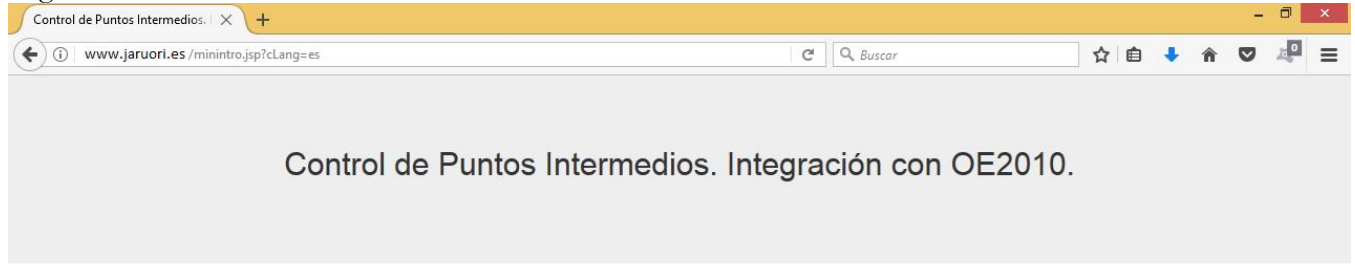 Control de Puntos Intermedios. I
www.jaruori.es/minintro.jsp?cLang=es
Buscar
0
Control de Puntos Intermedios. Integración con OE2010.